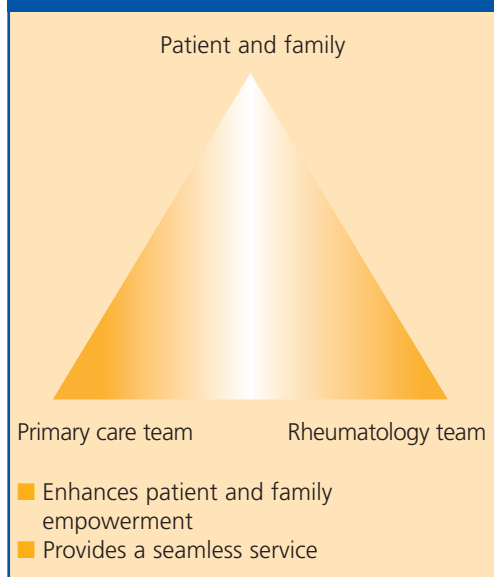 Patient and family
Primary care team
Rheumatology team
■ Enhances patient and family
empowerment
■ Provides a seamless service